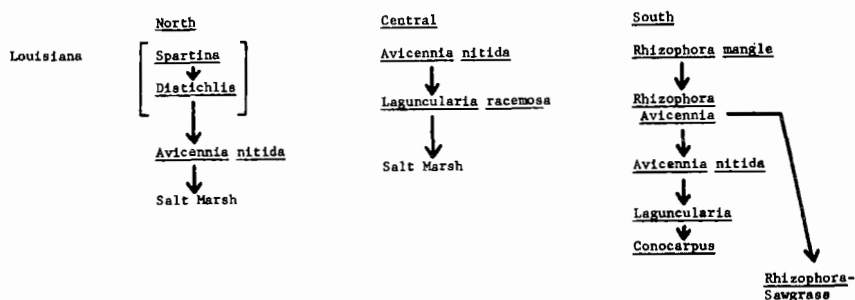 North
Central
South
Louisiana
Spartina
Distichlis
Avicennia nitida
Salt Marsh
Avicennia nitida
Laguncularia racemosa
Salt Marsh
Rhizophora mangle
Rhizophora
Avicennia
Avicennia nitida
Laguncularia
Conocarpus
Rhizophora-
Sawgrass